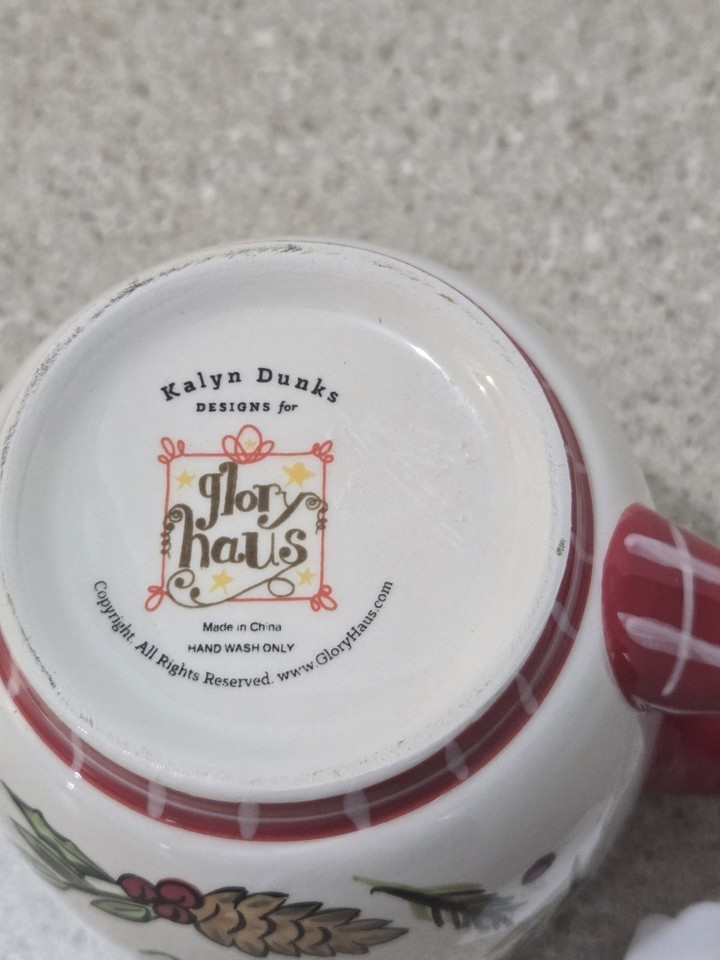 Kalyn Dunks
DESIGNS for
glory
haus
Made in China
HAND WASH ONLY
Copyright. All Rights Reserved. www.GloryHaus.com